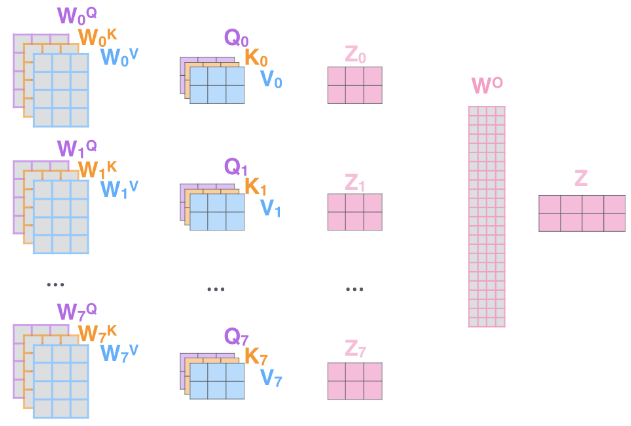 W₀Q
W₀K
W₀V
Q₀
K₀
V₀
Z₀
Wᴼ
W₁Q
W₁K
W₁V
Q₁
K₁
V₁
Z₁
Z
...
...
...
W₇Q
W₇K
W₇V
Q₇
K₇
V₇
Z₇